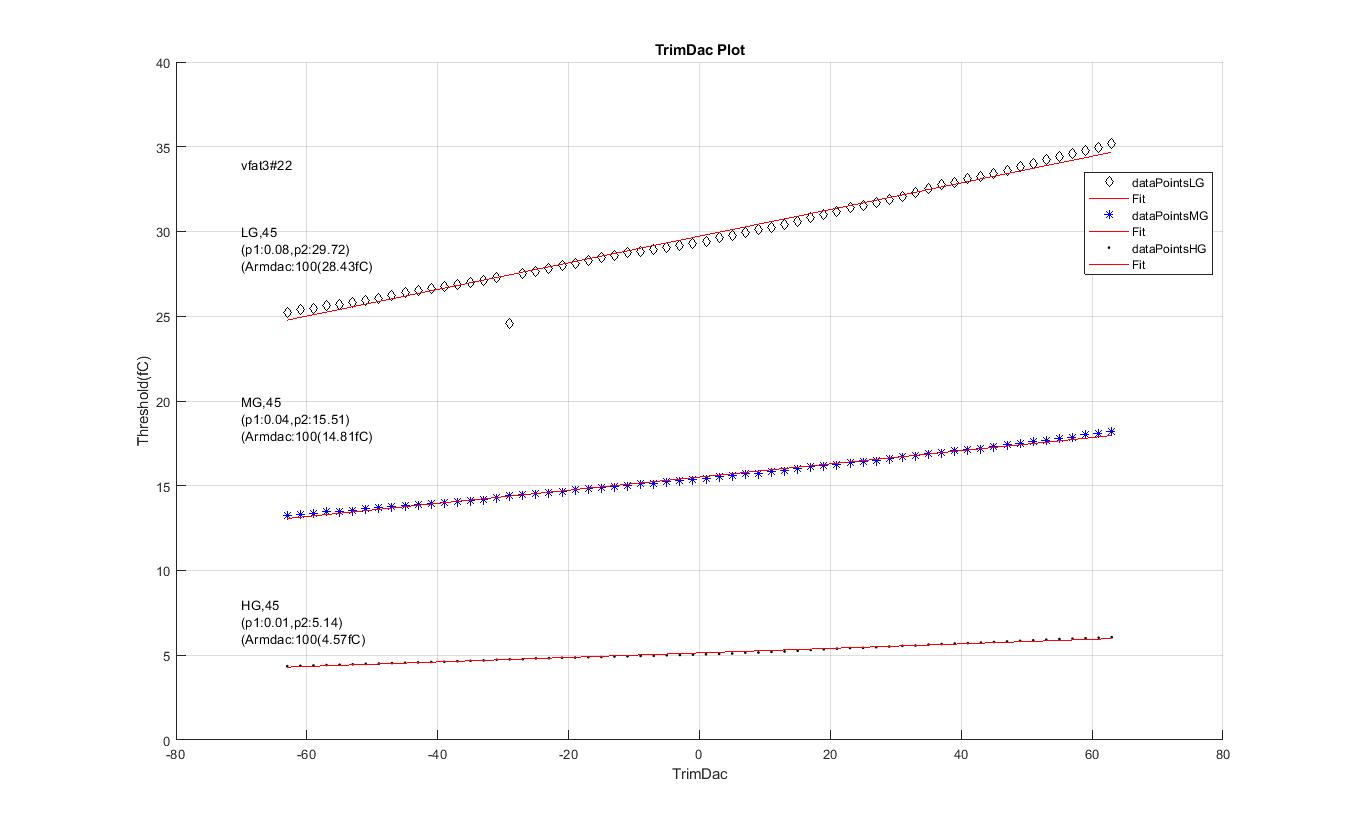 TrimDac Plot
40
35
30
25
20
15
10
5
0
Threshold(fC)
vfat3#22
LG,45
(p1:0.08,p2:29.72)
(Armdac:100(28.43fC)
MG,45
(p1:0.04,p2:15.51)
(Armdac:100(14.81fC)
HG,45
(p1:0.01,p2:5.14)
(Armdac:100(4.57fC)
dataPointsLG
Fit
dataPointsMG
Fit
dataPointsHG
Fit
-80 -60 -40 -20 0 20 40 60 80
TrimDac